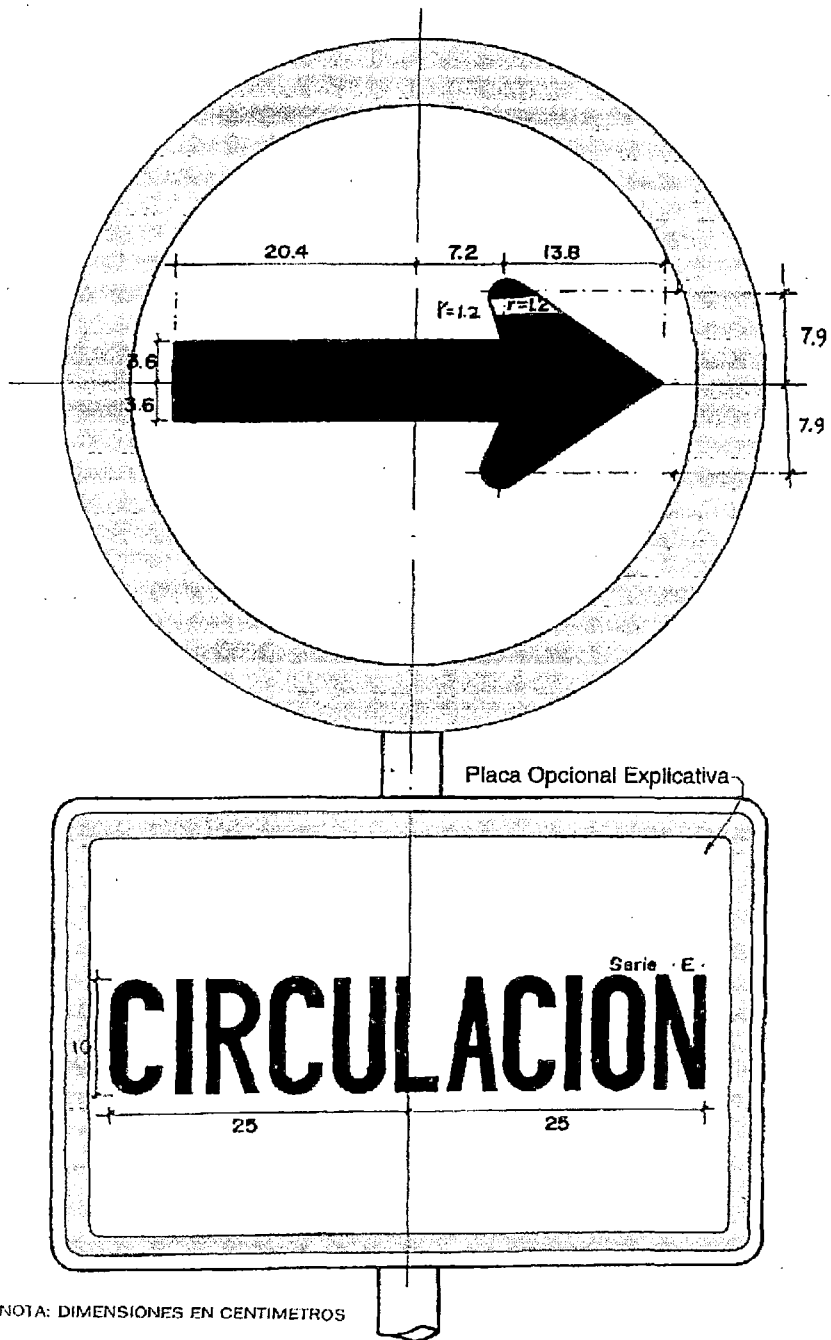 20.4 7.2 13.8
r=1.2 r=1.2
7.9
3.6
3.6
7.9
Placa Opcional Explicativa
Serie E
CIRCULACION
10
25 25
NOTA: DIMENSIONES EN CENTIMETROS